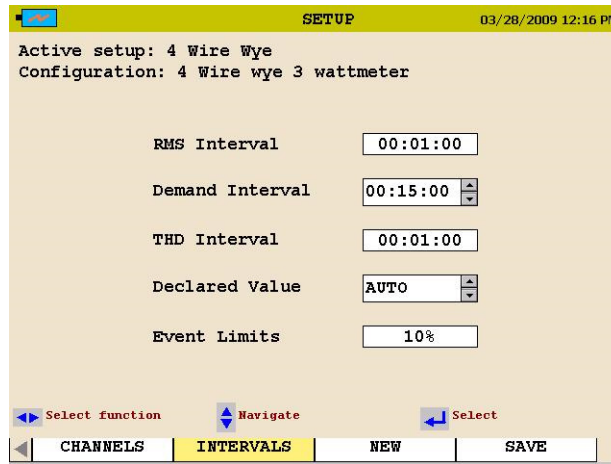 SETUP 03/28/2009 12:16 P
Active setup: 4 Wire Wye
Configuration: 4 Wire wye 3 wattmeter
RMS Interval 00:01:00
Demand Interval 00:15:00
THD Interval 00:01:00
Declared Value AUTO
Event Limits 10%
Select function Navigate Select
CHANNELS INTERVALS NEW SAVE